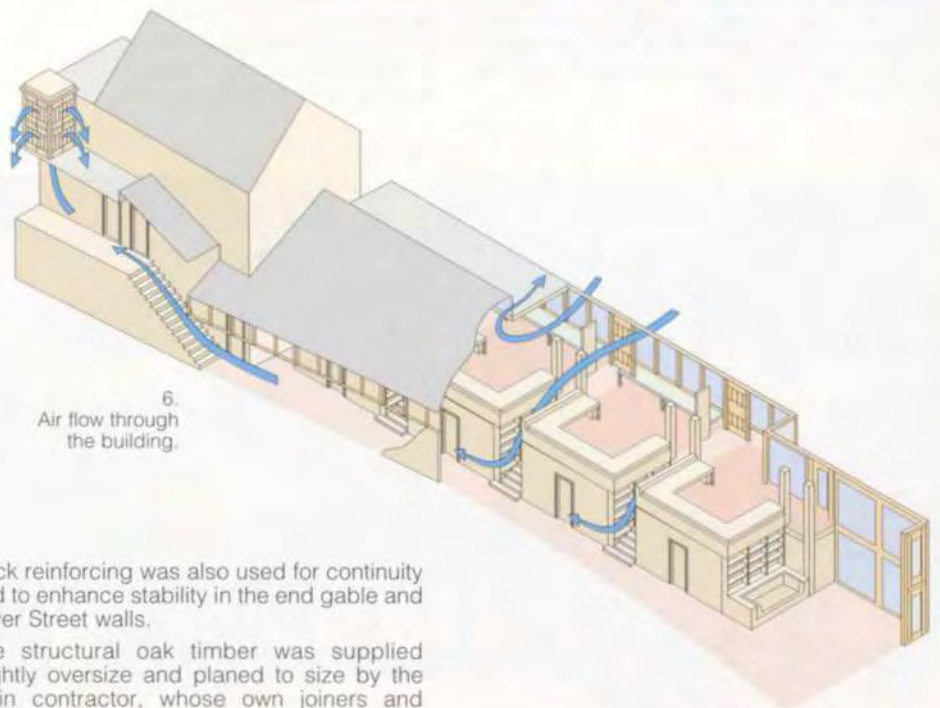 6.
Air flow through
the building.
ck reinforcing was also used for continuity
d to enhance stability in the end gable and
ver Street walls.
e structural oak timber was supplied
htly oversize and planed to size by the
in contractor, whose own joiners and